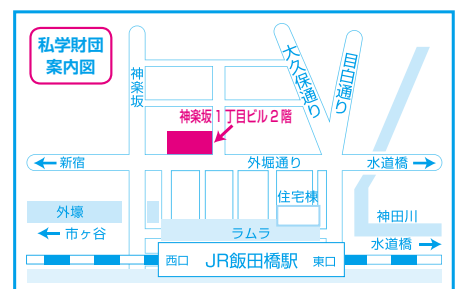 私学財団
案内図
神楽坂
大久保通り
目白通り
神楽坂1丁目ビル2階
新宿
外堀通り
水道橋
外壕
住宅棟
神田川
市ヶ谷
ラムラ
水道橋
西口
JR飯田橋駅
東口